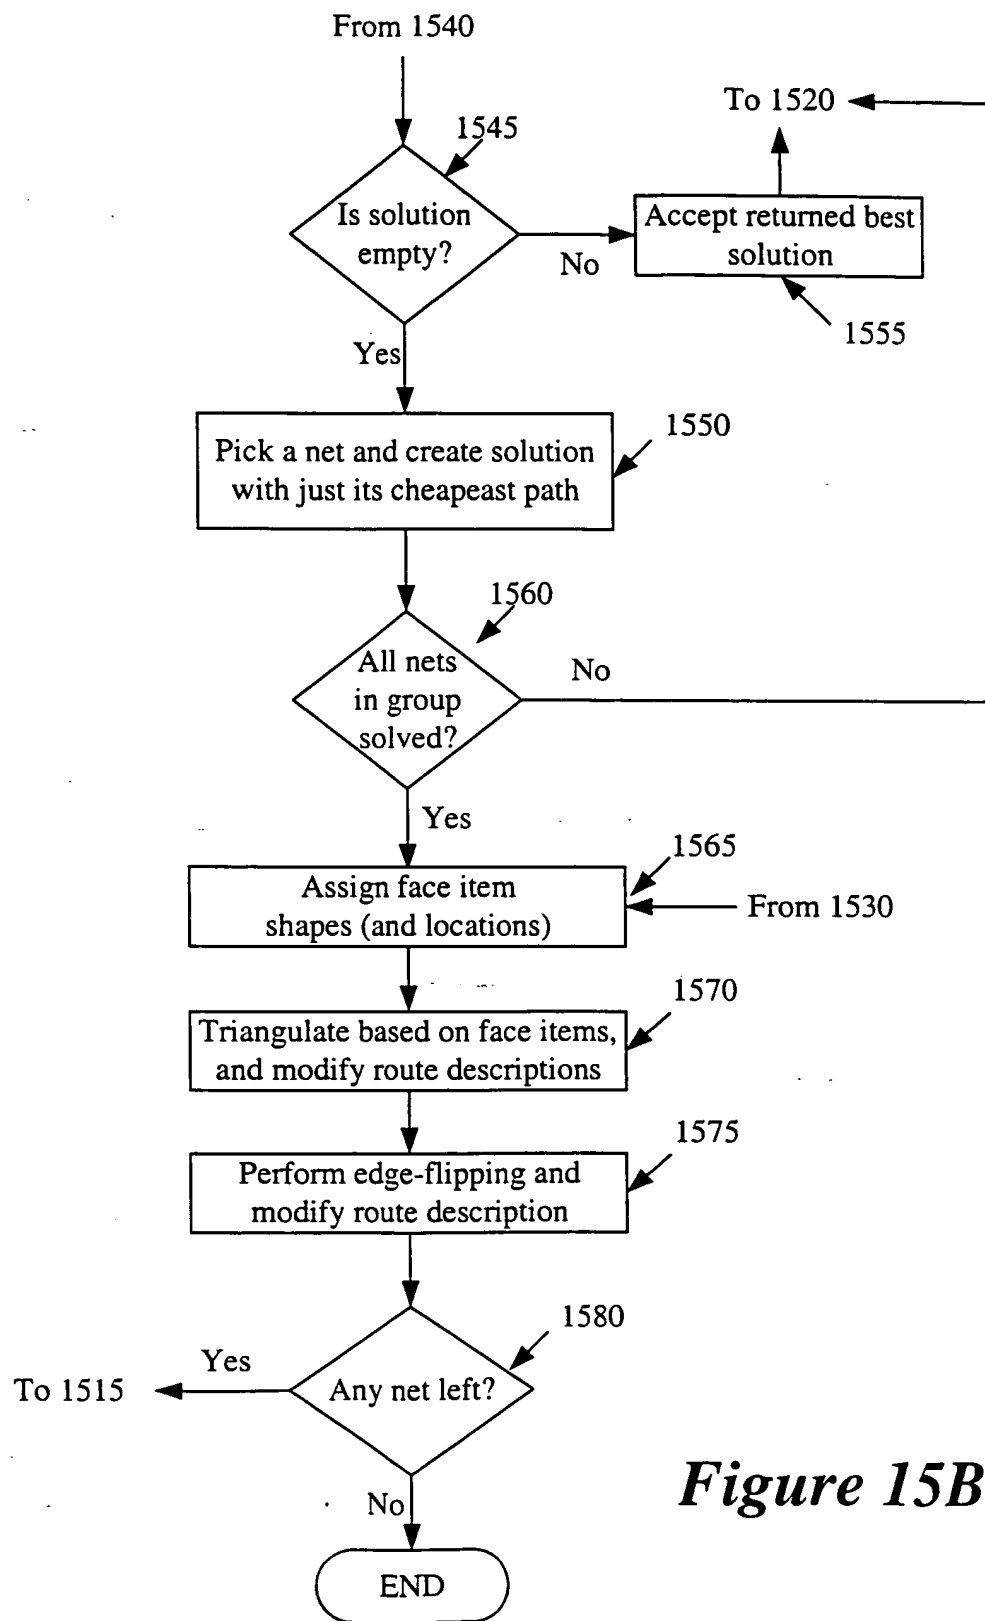 From 1540
To 1520
1545
Is solution
empty?
No
Accept returned best
solution
1555
Yes
1550
Pick a net and create solution
with just its cheapeast path
1560
All nets
in group
solved?
No
Yes
1565
Assign face item
shapes (and locations)
From 1530
1570
Triangulate based on face items,
and modify route descriptions
1575
Perform edge-flipping and
modify route description
1580
Yes
To 1515
Any net left?
No
Figure 15B
END